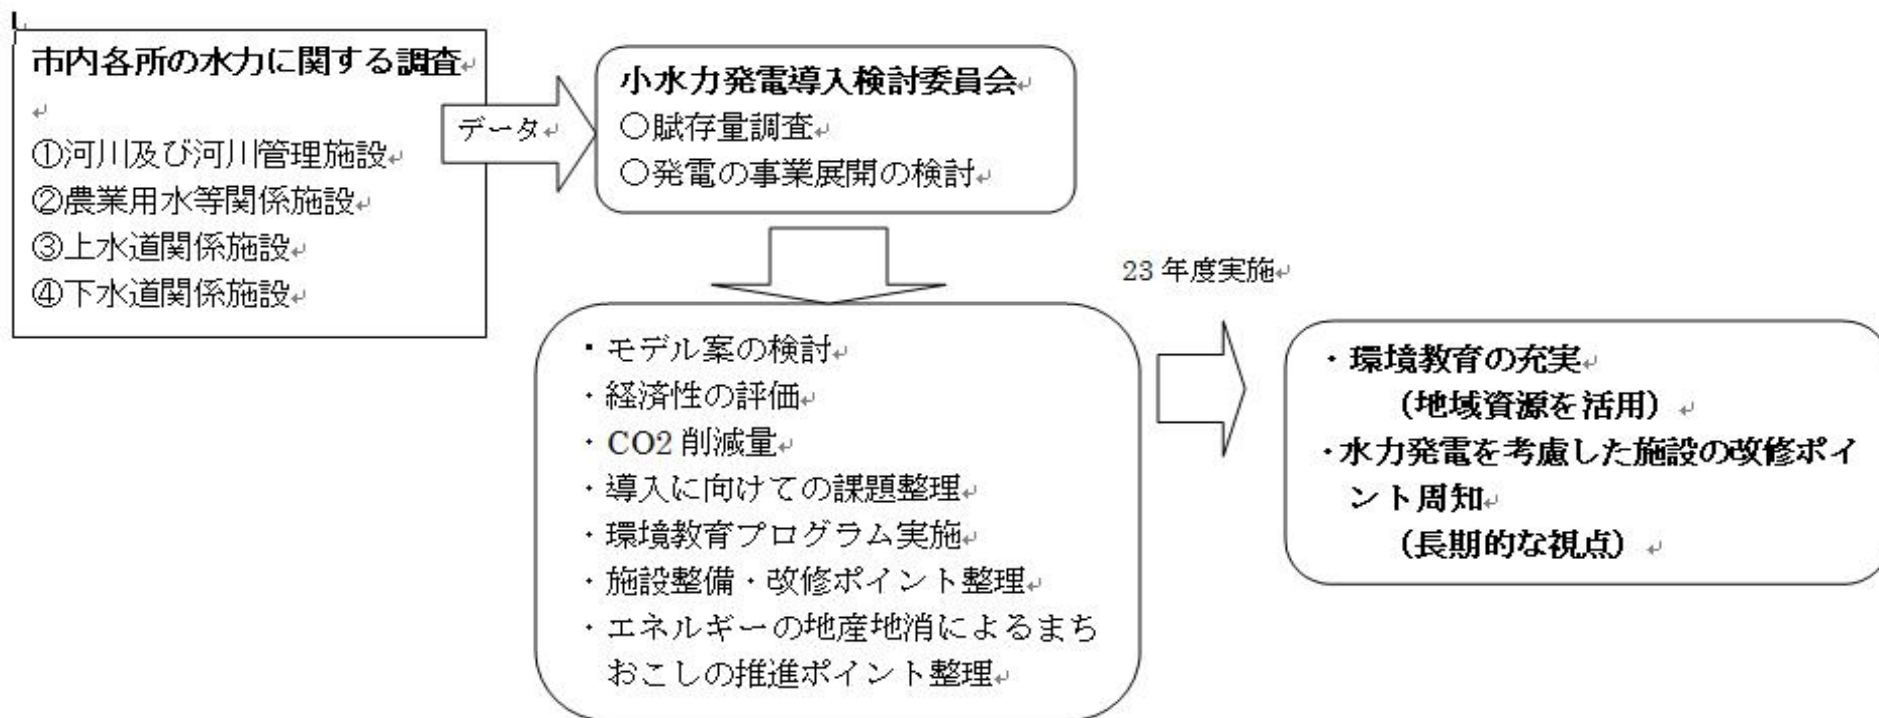 市内各所の水力に関する調査
①河川及び河川管理施設
②農業用水等関係施設
③上水道関係施設
④下水道関係施設
データ
小水力発電導入検討委員会
○賦存量調査
○発電の事業展開の検討
・モデル案の検討
・経済性の評価
・CO2 削減量
・導入に向けての課題整理
・環境教育プログラム実施
・施設整備・改修ポイント整理
・エネルギーの地産地消によるまち
おこしの推進ポイント整理
23 年度実施
・環境教育の充実
（地域資源を活用）
・水力発電を考慮した施設の改修ポイ
ント周知
（長期的な視点）